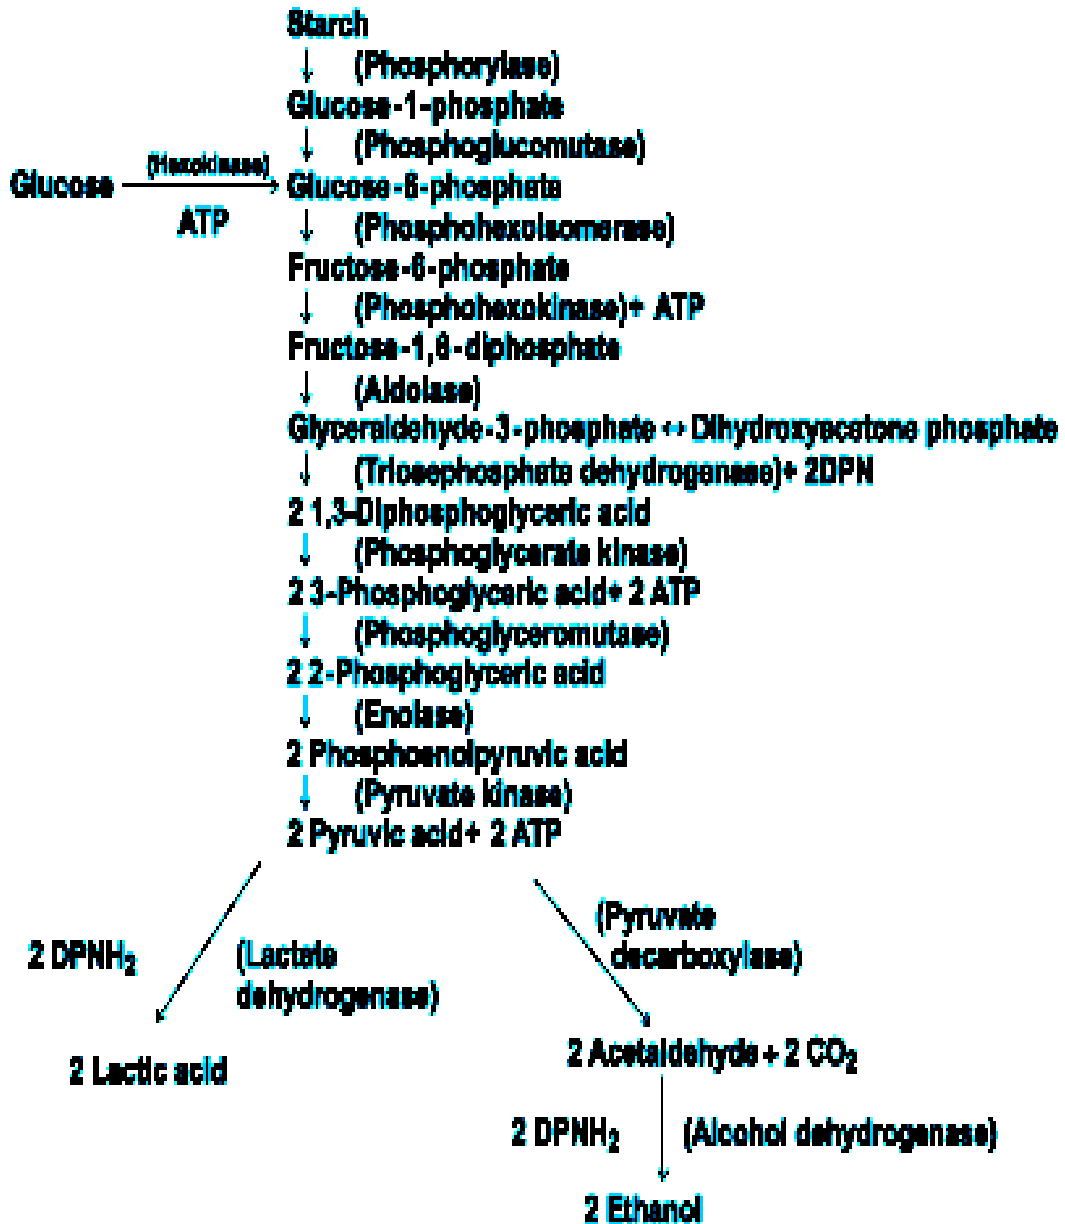 Starch
↓ (Phosphorylase)
Glucose-1-phosphate
↓ (Phosphoglucomutase)
(Hexokinase)
Glucose → Glucose-6-phosphate
ATP
↓ (Phosphohexoisomerase)
Fructose-6-phosphate
↓ (Phosphohexokinase)+ ATP
Fructose-1,6-diphosphate
↓ (Aldolase)
Glyceraldehyde-3-phosphate ↔ Dihydroxyacetone phosphate
↓ (Triosephosphate dehydrogenase)+ 2DPN
2 1,3-Diphosphoglyceric acid
↓ (Phosphoglycerate kinase)
2 3-Phosphoglyceric acid+ 2 ATP
↓ (Phosphoglyceromutase)
2 2-Phosphoglyceric acid
↓ (Enolase)
2 Phosphoenolpyruvic acid
↓ (Pyruvate kinase)
2 Pyruvic acid+ 2 ATP
2 DPNH₂
(Lactate
dehydrogenase)
2 Lactic acid
(Pyruvate
decarboxylase)
2 Acetaldehyde + 2 CO₂
2 DPNH₂ (Alcohol dehydrogenase)
2 Ethanol